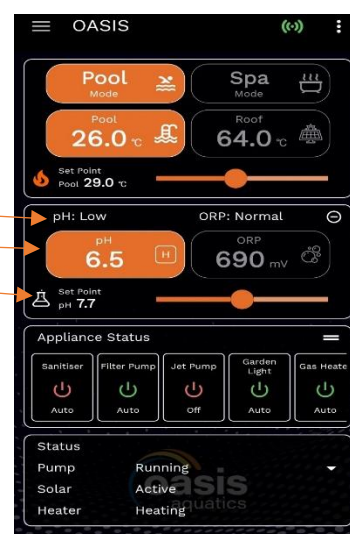 OASIS
Pool Spa
Mode Mode
Pool Roof
26.0 °C 64.0 °C
Set Point
Pool 29.0 °C
pH: Low ORP: Normal
pH ORP
6.5 H 690 mV
Set Point
pH 7.7
Appliance Status
Sanitiser Filter Pump Jet Pump Garden Light Gas Heate
Auto Auto Off Auto Auto
Status
Pump Running
Solar Active
Heater Heating
oasis
aquatics